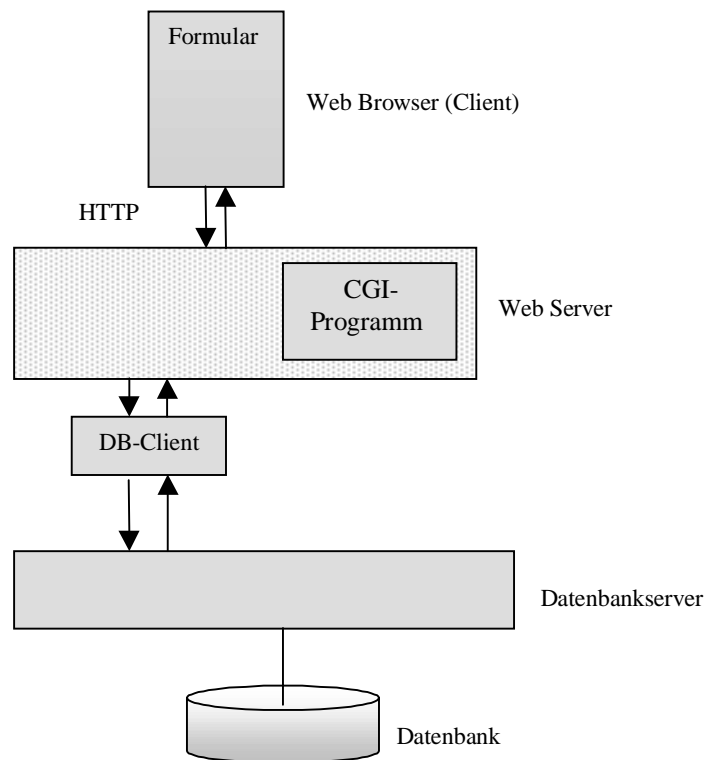 Formular
Web Browser (Client)
HTTP
CGI-
Programm
Web Server
DB-Client
Datenbankserver
Datenbank